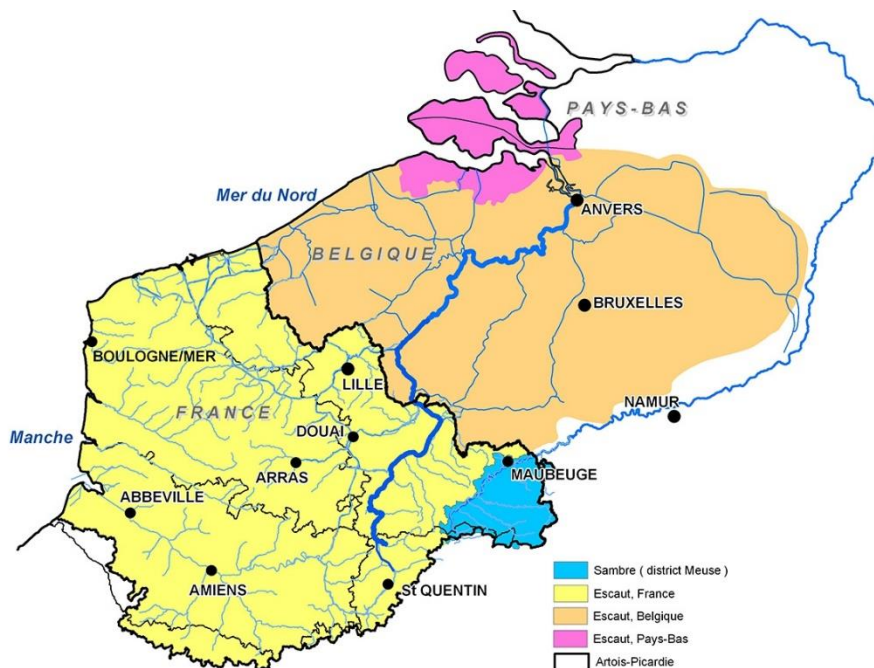 PAYS-BAS
Mer du Nord
ANVERS
BELGIQUE
BRUXELLES
BOULOGNE/MER
LILLE
NAMUR
FRANCE
DOUAI
Manche
ARRAS
MAUBEUGE
ABBEVILLE
AMIENS
St QUENTIN
Sambre ( district Meuse )
Escaut, France
Escaut, Belgique
Escaut, Pays-Bas
Artois-Picardie